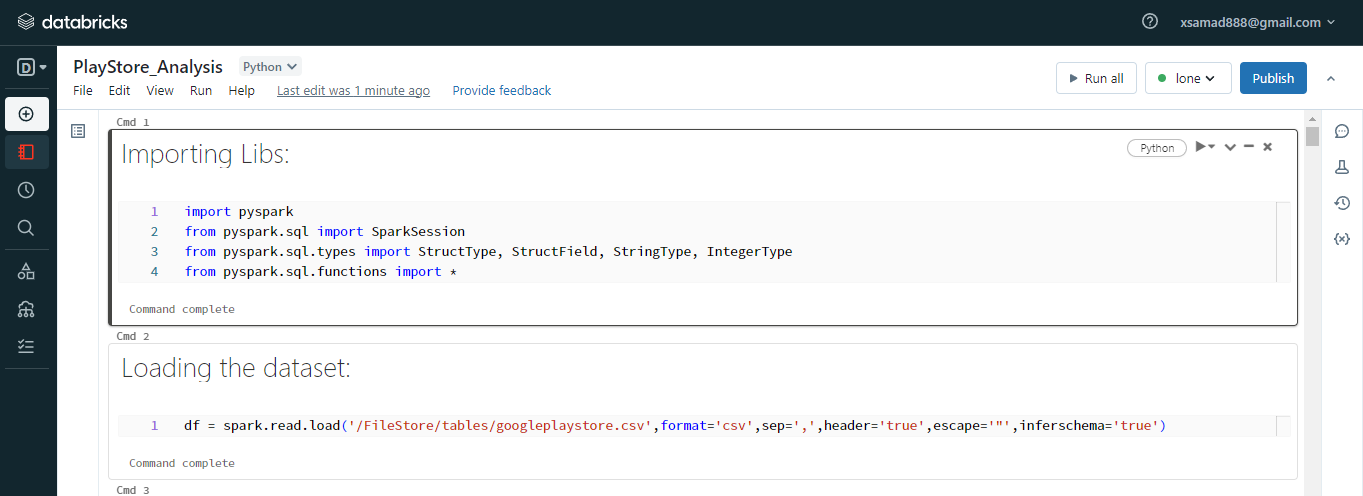 databricks
xsamad888@gmail.com
D
PlayStore_Analysis Python
File Edit View Run Help Last edit was 1 minute ago Provide feedback
Run all lone Publish
Cmd 1
Importing Libs:
Python
1 import pyspark
2 from pyspark.sql import SparkSession
3 from pyspark.sql.types import StructType, StructField, StringType, IntegerType
4 from pyspark.sql.functions import *
Command complete
Cmd 2
Loading the dataset:
1 df = spark.read.load('/FileStore/tables/googleplaystore.csv',format='csv',sep=',',header='true',escape='"',inferschema='true')
Command complete
Cmd 3